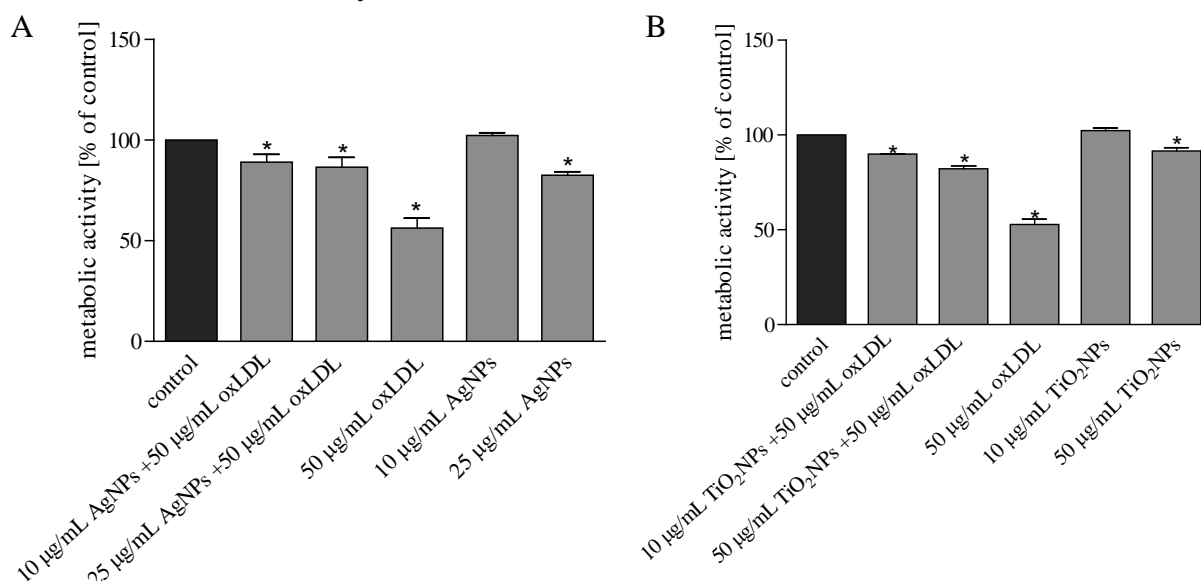 A
metabolic activity [% of control]
150
100
50
0
*
*
*
*
control
10 µg/mL AgNPs +50 µg/mL oxLDL
25 µg/mL AgNPs +50 µg/mL oxLDL
50 µg/mL oxLDL
10 µg/mL AgNPs
25 µg/mL AgNPs
B
metabolic activity [% of control]
150
100
50
0
*
*
*
*
control
10 µg/mL TiO₂NPs +50 µg/mL oxLDL
50 µg/mL TiO₂NPs +50 µg/mL oxLDL
50 µg/mL oxLDL
10 µg/mL TiO₂NPs
50 µg/mL TiO₂NPs